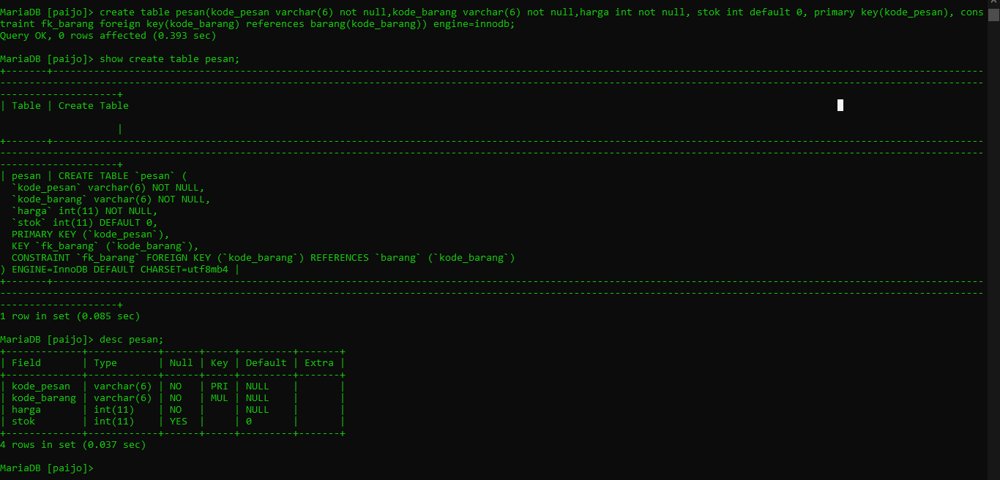 MariaDB [paijo]> create table pesan(kode_pesan varchar(6) not null,kode_barang varchar(6) not null,harga int not null, stok int default 0, primary key(kode_pesan), cons
traint fk_barang foreign key(kode_barang) references barang(kode_barang)) engine=innodb;
Query OK, 0 rows affected (0.393 sec)
MariaDB [paijo]> show create table pesan;
| Table | Create Table
|
| pesan | CREATE TABLE `pesan` (
`kode_pesan` varchar(6) NOT NULL,
`kode_barang` varchar(6) NOT NULL,
`harga` int(11) NOT NULL,
`stok` int(11) DEFAULT 0,
PRIMARY KEY (`kode_pesan`),
KEY `fk_barang` (`kode_barang`),
CONSTRAINT `fk_barang` FOREIGN KEY (`kode_barang`) REFERENCES `barang` (`kode_barang`)
) ENGINE=InnoDB DEFAULT CHARSET=utf8mb4 |
1 row in set (0.085 sec)
MariaDB [paijo]> desc pesan;
| Field | Type | Null | Key | Default | Extra |
| kode_pesan | varchar(6) | NO | PRI | NULL | |
| kode_barang | varchar(6) | NO | MUL | NULL | |
| harga | int(11) | NO | | NULL | |
| stok | int(11) | YES | | 0 | |
4 rows in set (0.037 sec)
MariaDB [paijo]>